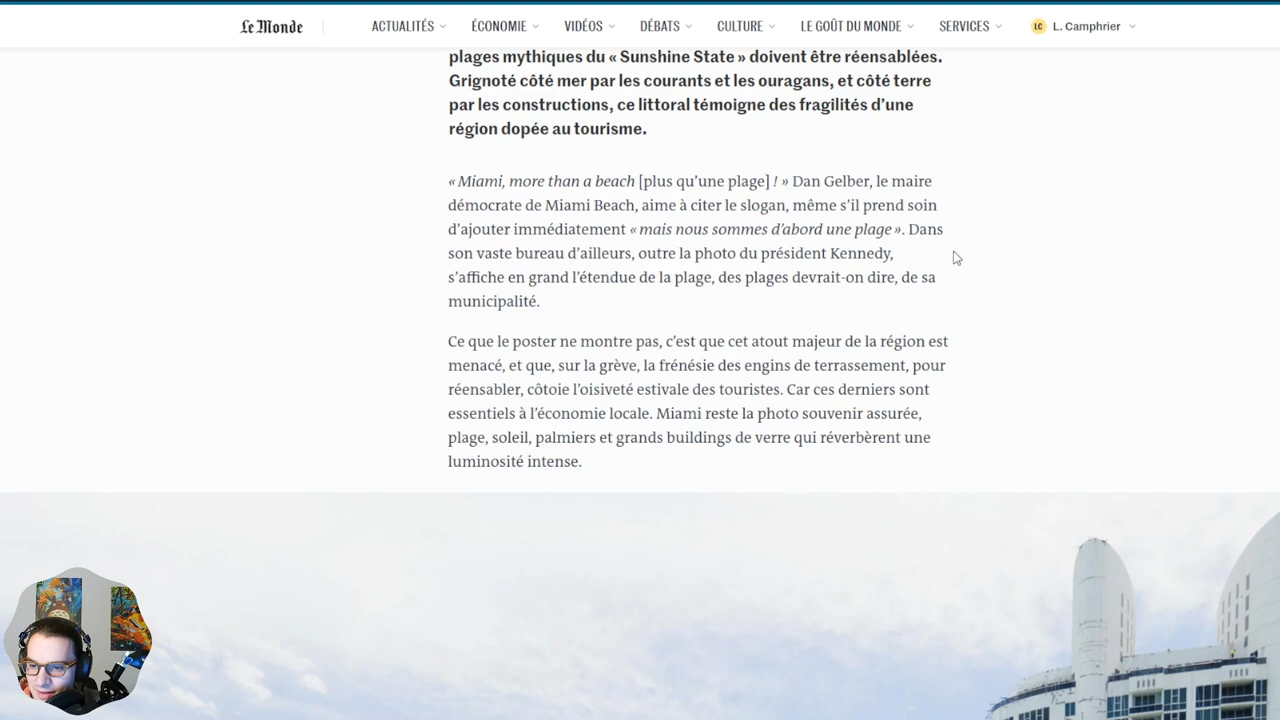 Le Monde
ACTUALITÉS ÉCONOMIE VIDÉOS DÉBATS CULTURE LE GOÛT DU MONDE SERVICES LC L. Camphrier
plages mythiques du « Sunshine State » doivent être réensablées.
Grignoté côté mer par les courants et les ouragans, et côté terre
par les constructions, ce littoral témoigne des fragilités d’une
région dopée au tourisme.
« Miami, more than a beach [plus qu’une plage] ! » Dan Gelber, le maire
démocrate de Miami Beach, aime à citer le slogan, même s’il prend soin
d’ajouter immédiatement « mais nous sommes d’abord une plage ». Dans
son vaste bureau d’ailleurs, outre la photo du président Kennedy,
s’affiche en grand l’étendue de la plage, des plages devrait-on dire, de sa
municipalité.
Ce que le poster ne montre pas, c’est que cet atout majeur de la région est
menacé, et que, sur la grève, la frénésie des engins de terrassement, pour
réensabler, côtoie l’oisiveté estivale des touristes. Car ces derniers sont
essentiels à l’économie locale. Miami reste la photo souvenir assurée,
plage, soleil, palmiers et grands buildings de verre qui réverbèrent une
luminosité intense.